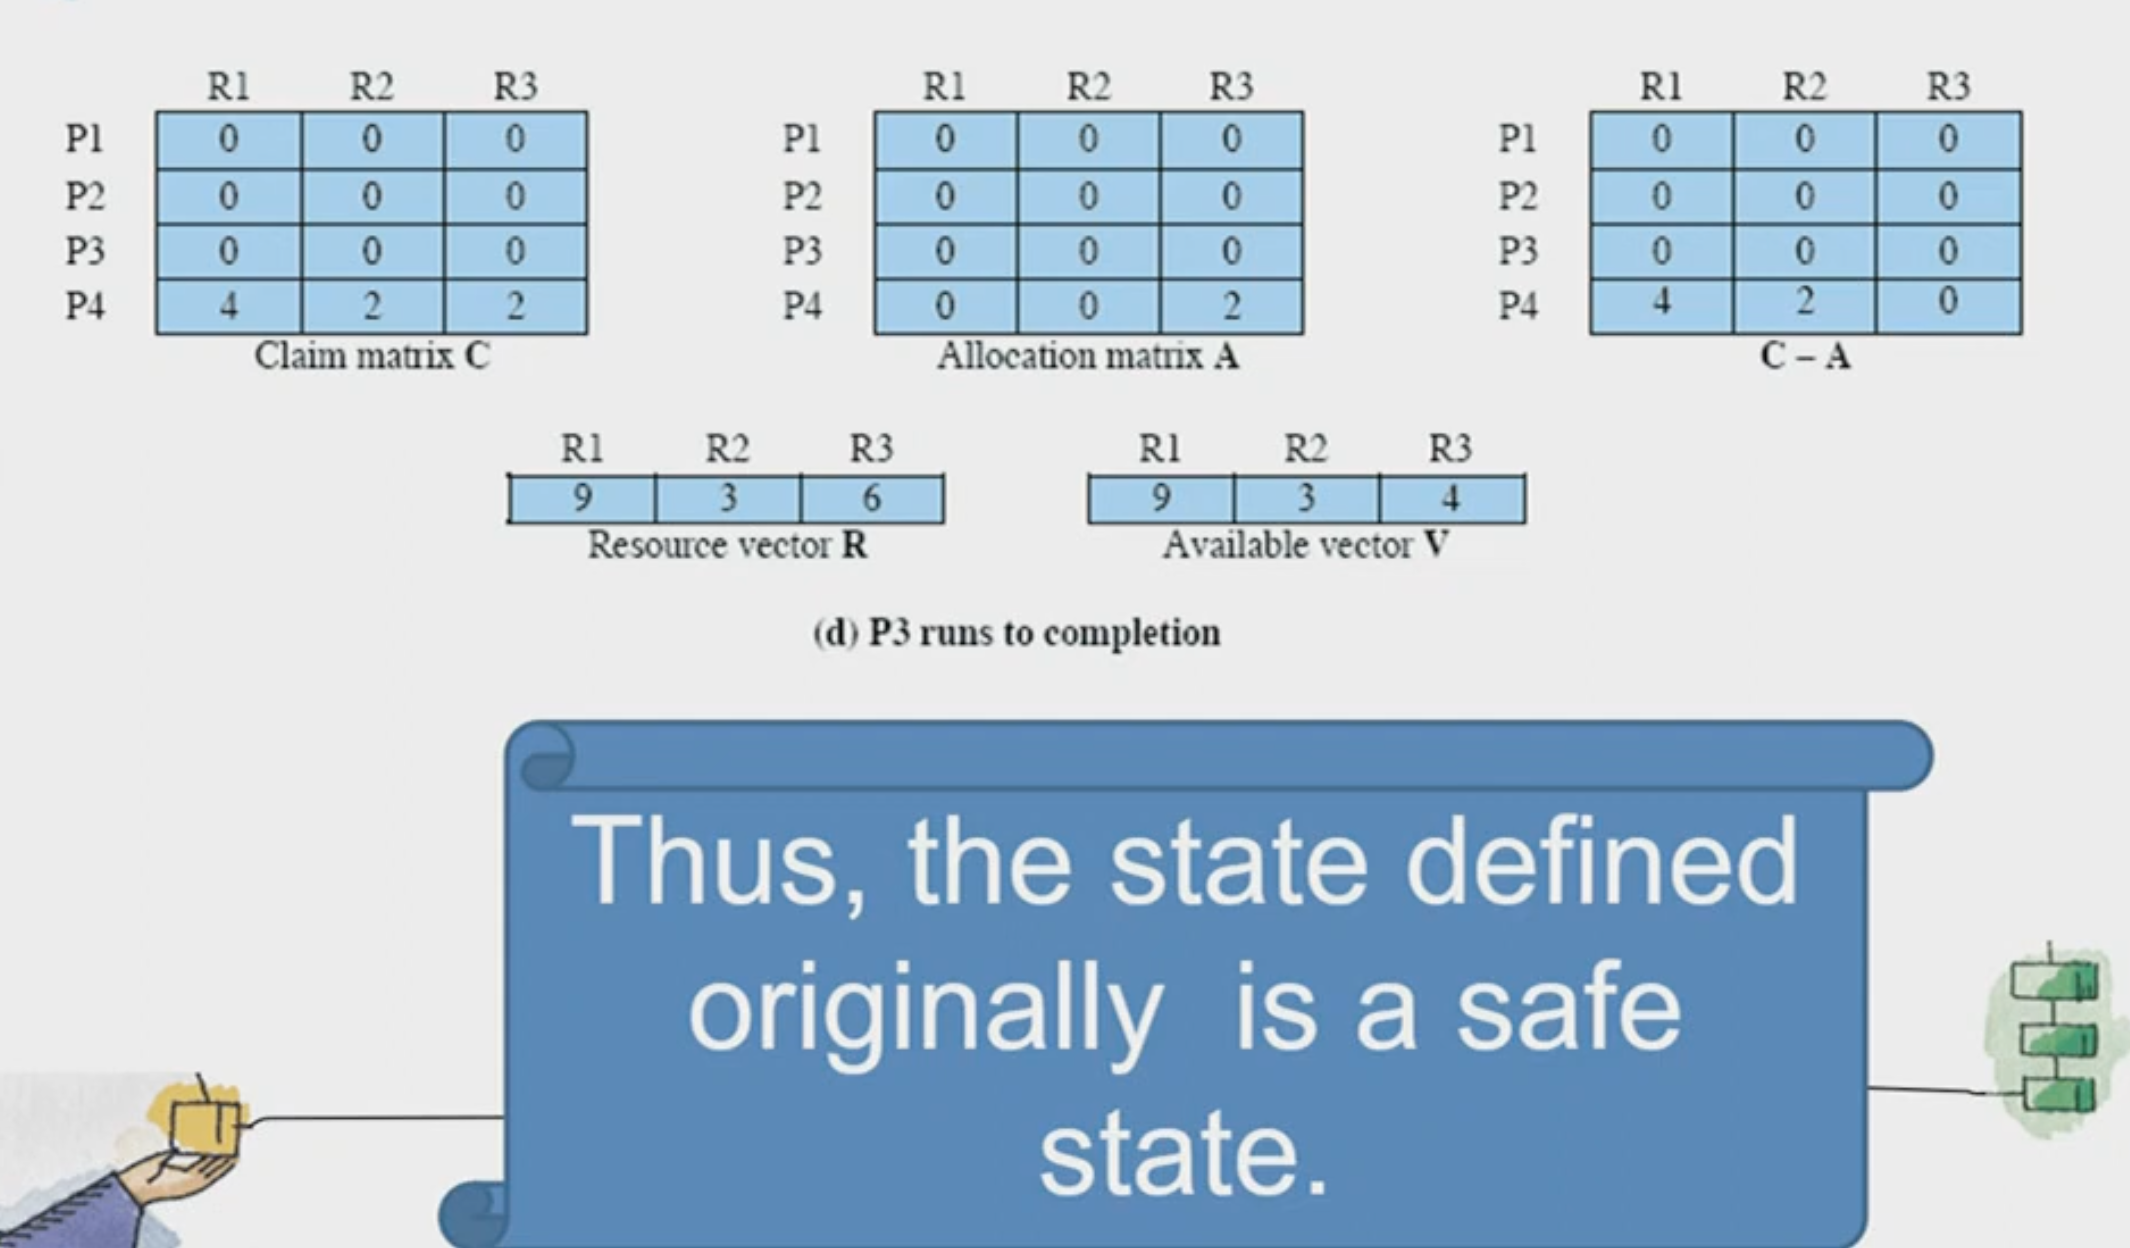 R1 R2 R3 R1 R2 R3 R1 R2 R3
P1 0 0 0 P1 0 0 0 P1 0 0 0
P2 0 0 0 P2 0 0 0 P2 0 0 0
P3 0 0 0 P3 0 0 0 P3 0 0 0
P4 4 2 2 P4 0 0 2 P4 4 2 0
Claim matrix C Allocation matrix A C – A
R1 R2 R3 R1 R2 R3
9 3 6 9 3 4
Resource vector R Available vector V
(d) P3 runs to completion
Thus, the state defined
originally is a safe
state.